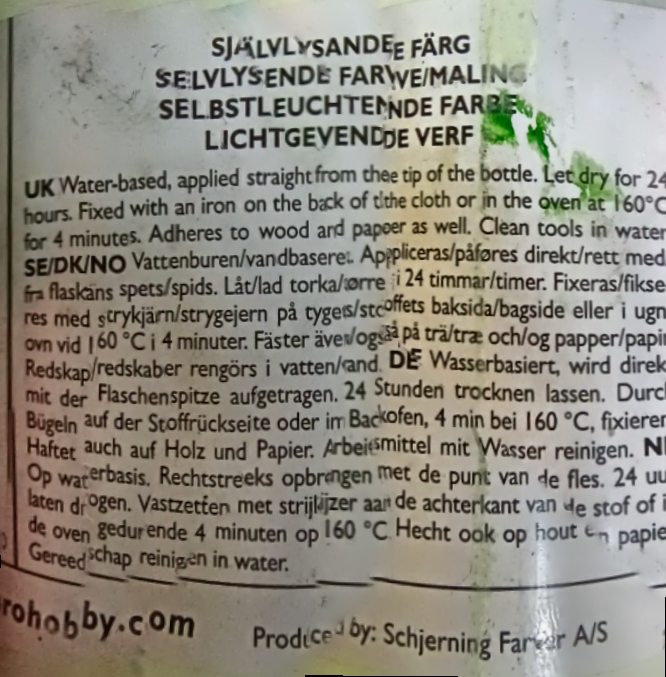 SJÄLVLYSANDE FÄRG
SELVLYSENDE FARVE/MALING
SELBSTLEUCHTENDE FARBE
LICHTGEVENDE VERF
UK Water-based, applied straight from the tip of the bottle. Let dry for 24
hours. Fixed with an iron on the back of the cloth or in the oven at 160°C
for 4 minutes. Adheres to wood and paper as well. Clean tools in water
SE/DK/NO Vattenburen/vandbaseret. Appliceras/påføres direkt/rett med
fra flaskans spets/spids. Låt/lad torka/tørre i 24 timmar/timer. Fixeras/fikse-
res med strykjärn/strygejern på tygets/stoffets baksida/bagside eller i ugn
ovn vid 160 °C i 4 minuter. Fäster även/også på trä/træ och/og papper/papir
Redskap/redskaber rengörs i vatten/vand. DE Wasserbasiert, wird direk
mit der Flaschenspitze aufgetragen. 24 Stunden trocknen lassen. Durc
Bügeln auf der Stoffrückseite oder im Backofen, 4 min bei 160 °C, fixieren
Haftet auch auf Holz und Papier. Arbeitsmittel mit Wasser reinigen. NL
Op waterbasis. Rechtstreeks opbrengen met de punt van de fles. 24 uu
laten drogen. Vastzetten met strijkijzer aan de achterkant van de stof of i
de oven gedurende 4 minuten op 160 °C Hecht ook op hout en papie
Gereedschap reinigen in water.
rohobby.com
Produced by: Schjerning Farver A/S